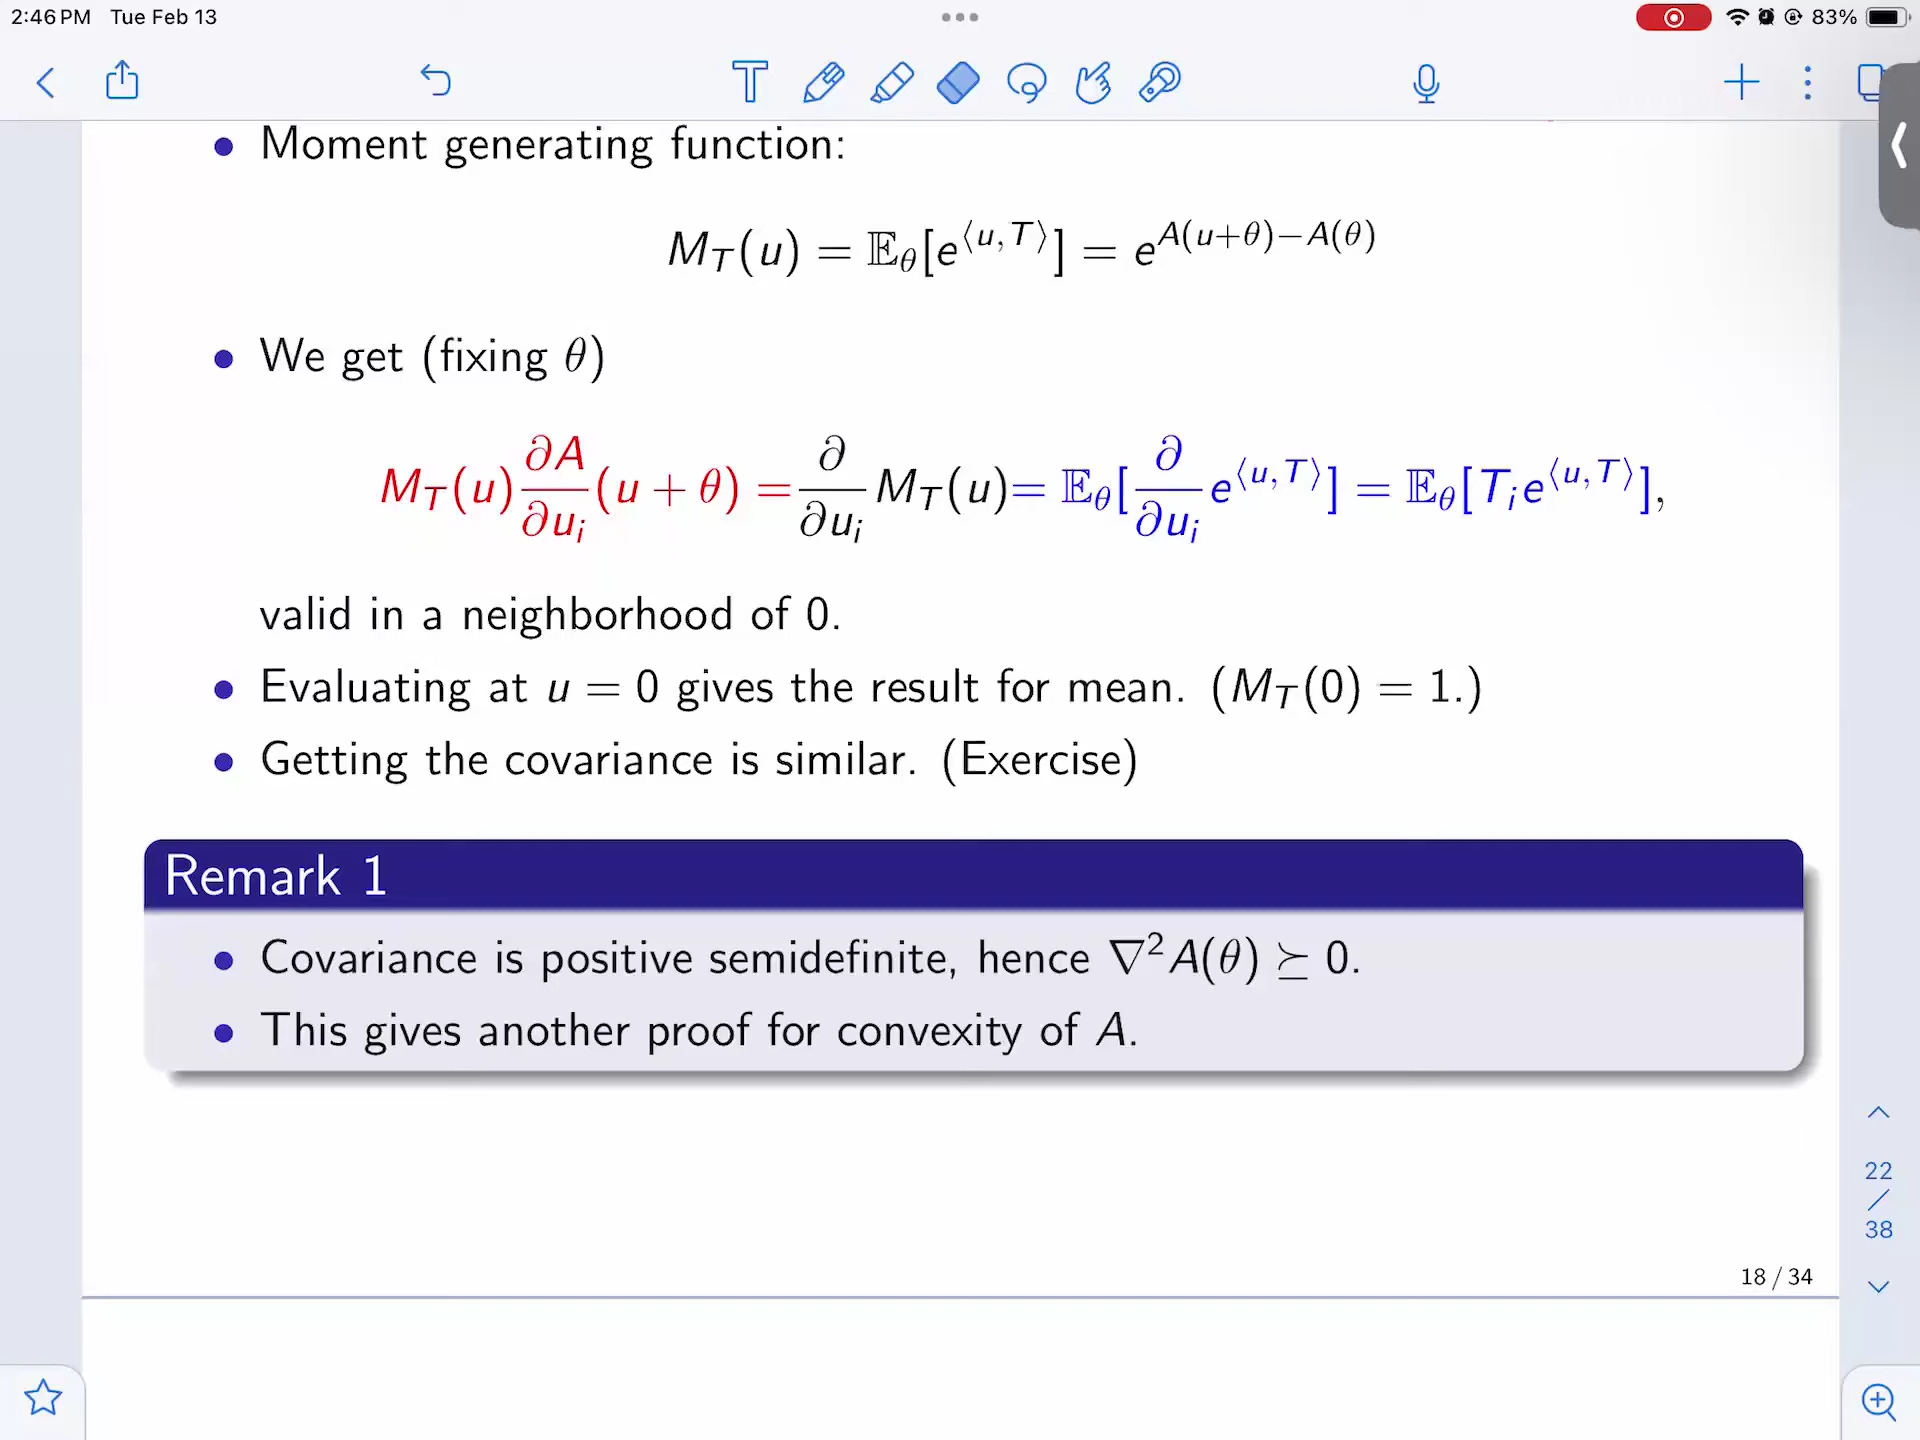 2:46 PM Tue Feb 13
83%
• Moment generating function:
M_T(u) = 𝔼_θ[e^{⟨u,T⟩}] = e^{A(u+θ)−A(θ)}
• We get (fixing θ)
M_T(u) ∂A/∂u_i (u + θ) = ∂/∂u_i M_T(u) = 𝔼_θ[∂/∂u_i e^{⟨u,T⟩}] = 𝔼_θ[T_i e^{⟨u,T⟩}],
valid in a neighborhood of 0.
• Evaluating at u = 0 gives the result for mean. (M_T(0) = 1.)
• Getting the covariance is similar. (Exercise)
Remark 1
• Covariance is positive semidefinite, hence ∇²A(θ) ⪰ 0.
• This gives another proof for convexity of A.
22
/
38
18 / 34